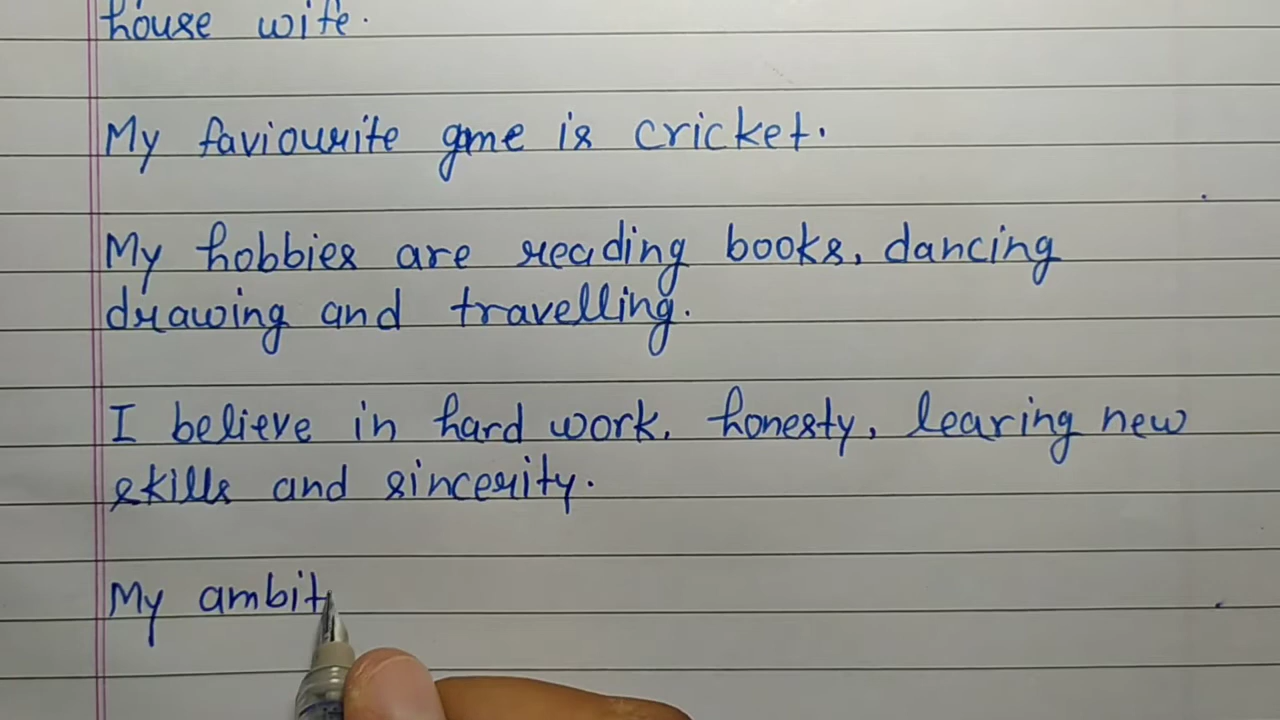 house wife.
My faviourite game is cricket.
My hobbies are reading books, dancing
drawing and travelling.
I believe in hard work, honesty, learing new
skills and sincerity.
My ambit